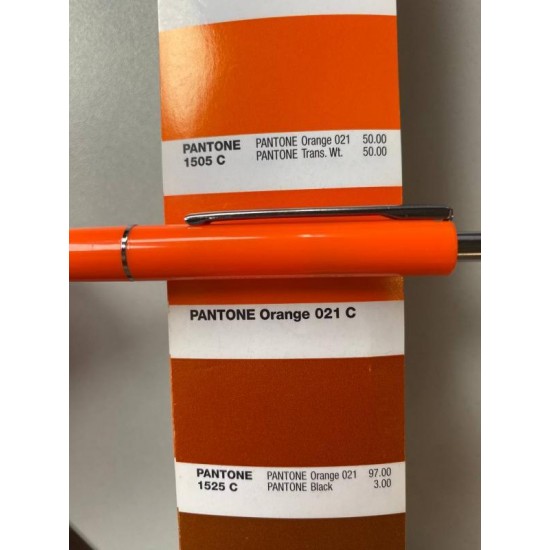 PANTONE PANTONE Orange 021 50.00
1505 C PANTONE Trans. Wt. 50.00
PANTONE Orange 021 C
PANTONE PANTONE Orange 021 97.00
1525 C PANTONE Black 3.00